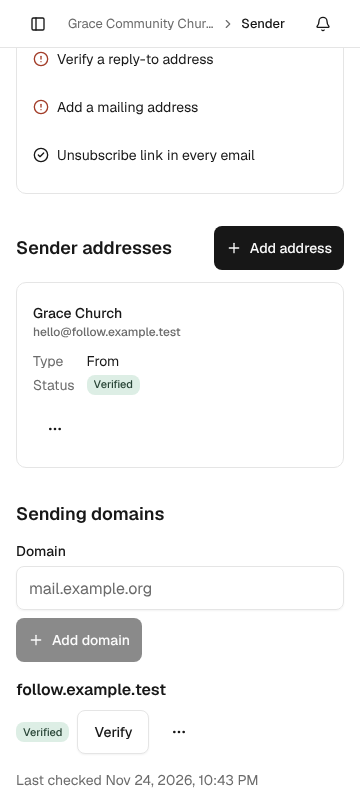 Grace Community Chur... > Sender
Verify a reply-to address
Add a mailing address
Unsubscribe link in every email
Sender addresses
+ Add address
Grace Church
hello@follow.example.test
Type From
Status Verified
...
Sending domains
Domain
mail.example.org
+ Add domain
follow.example.test
Verified Verify ...
Last checked Nov 24, 2026, 10:43 PM